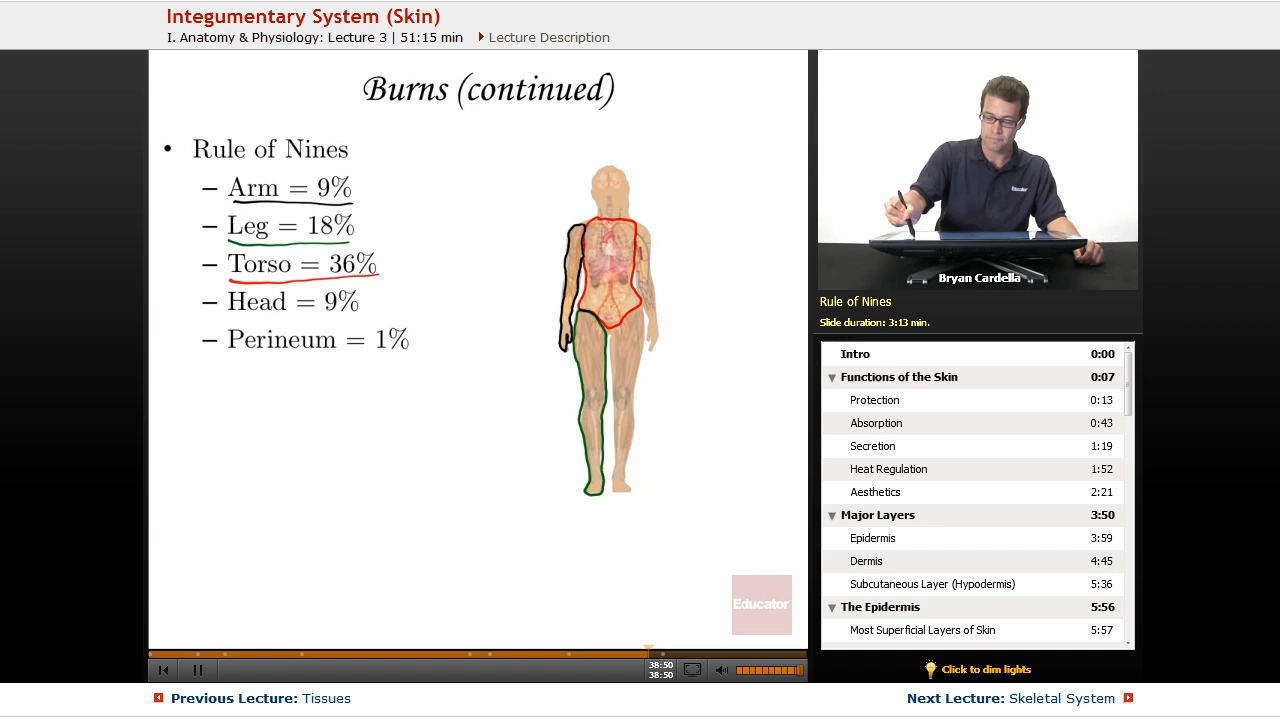 Integumentary System (Skin)
I. Anatomy & Physiology: Lecture 3 | 51:15 min Lecture Description
Burns (continued)
• Rule of Nines
– Arm = 9%
– Leg = 18%
– Torso = 36%
– Head = 9%
– Perineum = 1%
Educator
Educator
Bryan Cardella
Rule of Nines
Slide duration: 3:13 min.
Intro 0:00
Functions of the Skin 0:07
Protection 0:13
Absorption 0:43
Secretion 1:19
Heat Regulation 1:52
Aesthetics 2:21
Major Layers 3:50
Epidermis 3:59
Dermis 4:45
Subcutaneous Layer (Hypodermis) 5:36
The Epidermis 5:56
Most Superficial Layers of Skin 5:57
38:50
38:50
Click to dim lights
Previous Lecture: Tissues
Next Lecture: Skeletal System